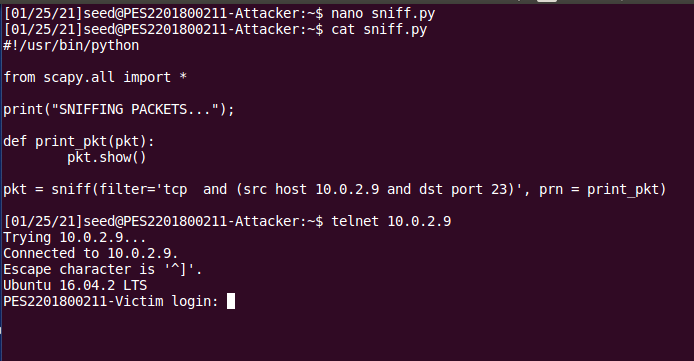 [01/25/21]seed@PES2201800211-Attacker:~$ nano sniff.py
[01/25/21]seed@PES2201800211-Attacker:~$ cat sniff.py
#!/usr/bin/python
from scapy.all import *
print("SNIFFING PACKETS...");
def print_pkt(pkt):
        pkt.show()
pkt = sniff(filter='tcp  and (src host 10.0.2.9 and dst port 23)', prn = print_pkt)
[01/25/21]seed@PES2201800211-Attacker:~$ telnet 10.0.2.9
Trying 10.0.2.9...
Connected to 10.0.2.9.
Escape character is '^]'.
Ubuntu 16.04.2 LTS
PES2201800211-Victim login: